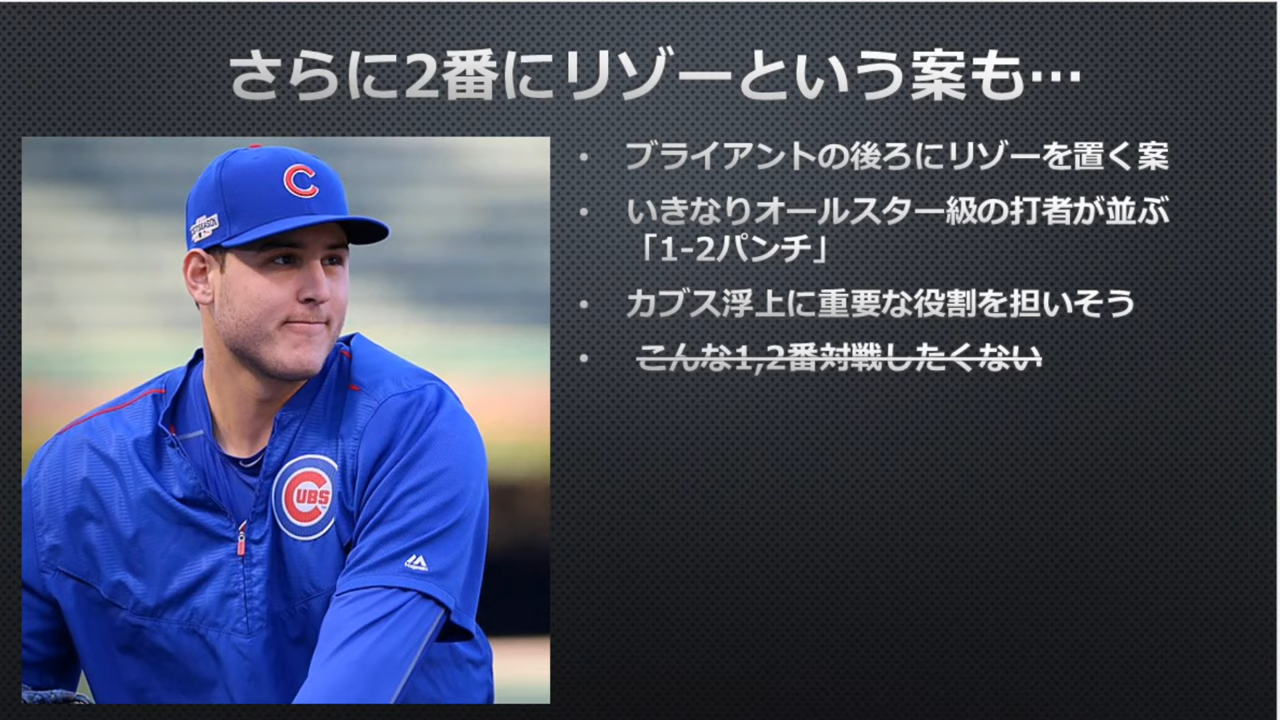 さらに2番にリゾーという案も…
• ブライアントの後ろにリゾーを置く案
• いきなりオールスター級の打者が並ぶ
「1-2パンチ」
• カブス浮上に重要な役割を担いそう
• こんな1,2番対戦したくない
C
CUBS